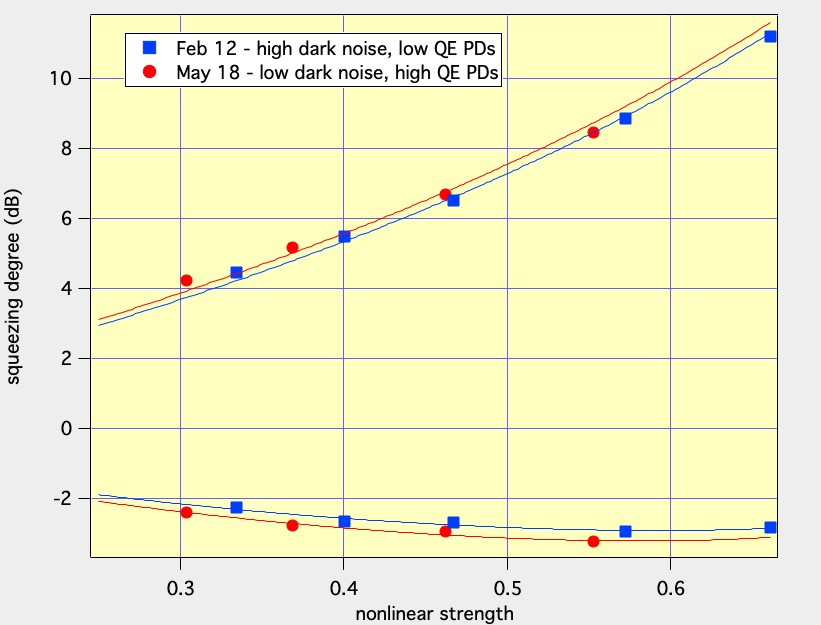 Feb 12 - high dark noise, low QE PDs
May 18 - low dark noise, high QE PDs
squeezing degree (dB)
10
8
6
4
2
0
-2
0.3 0.4 0.5 0.6
nonlinear strength